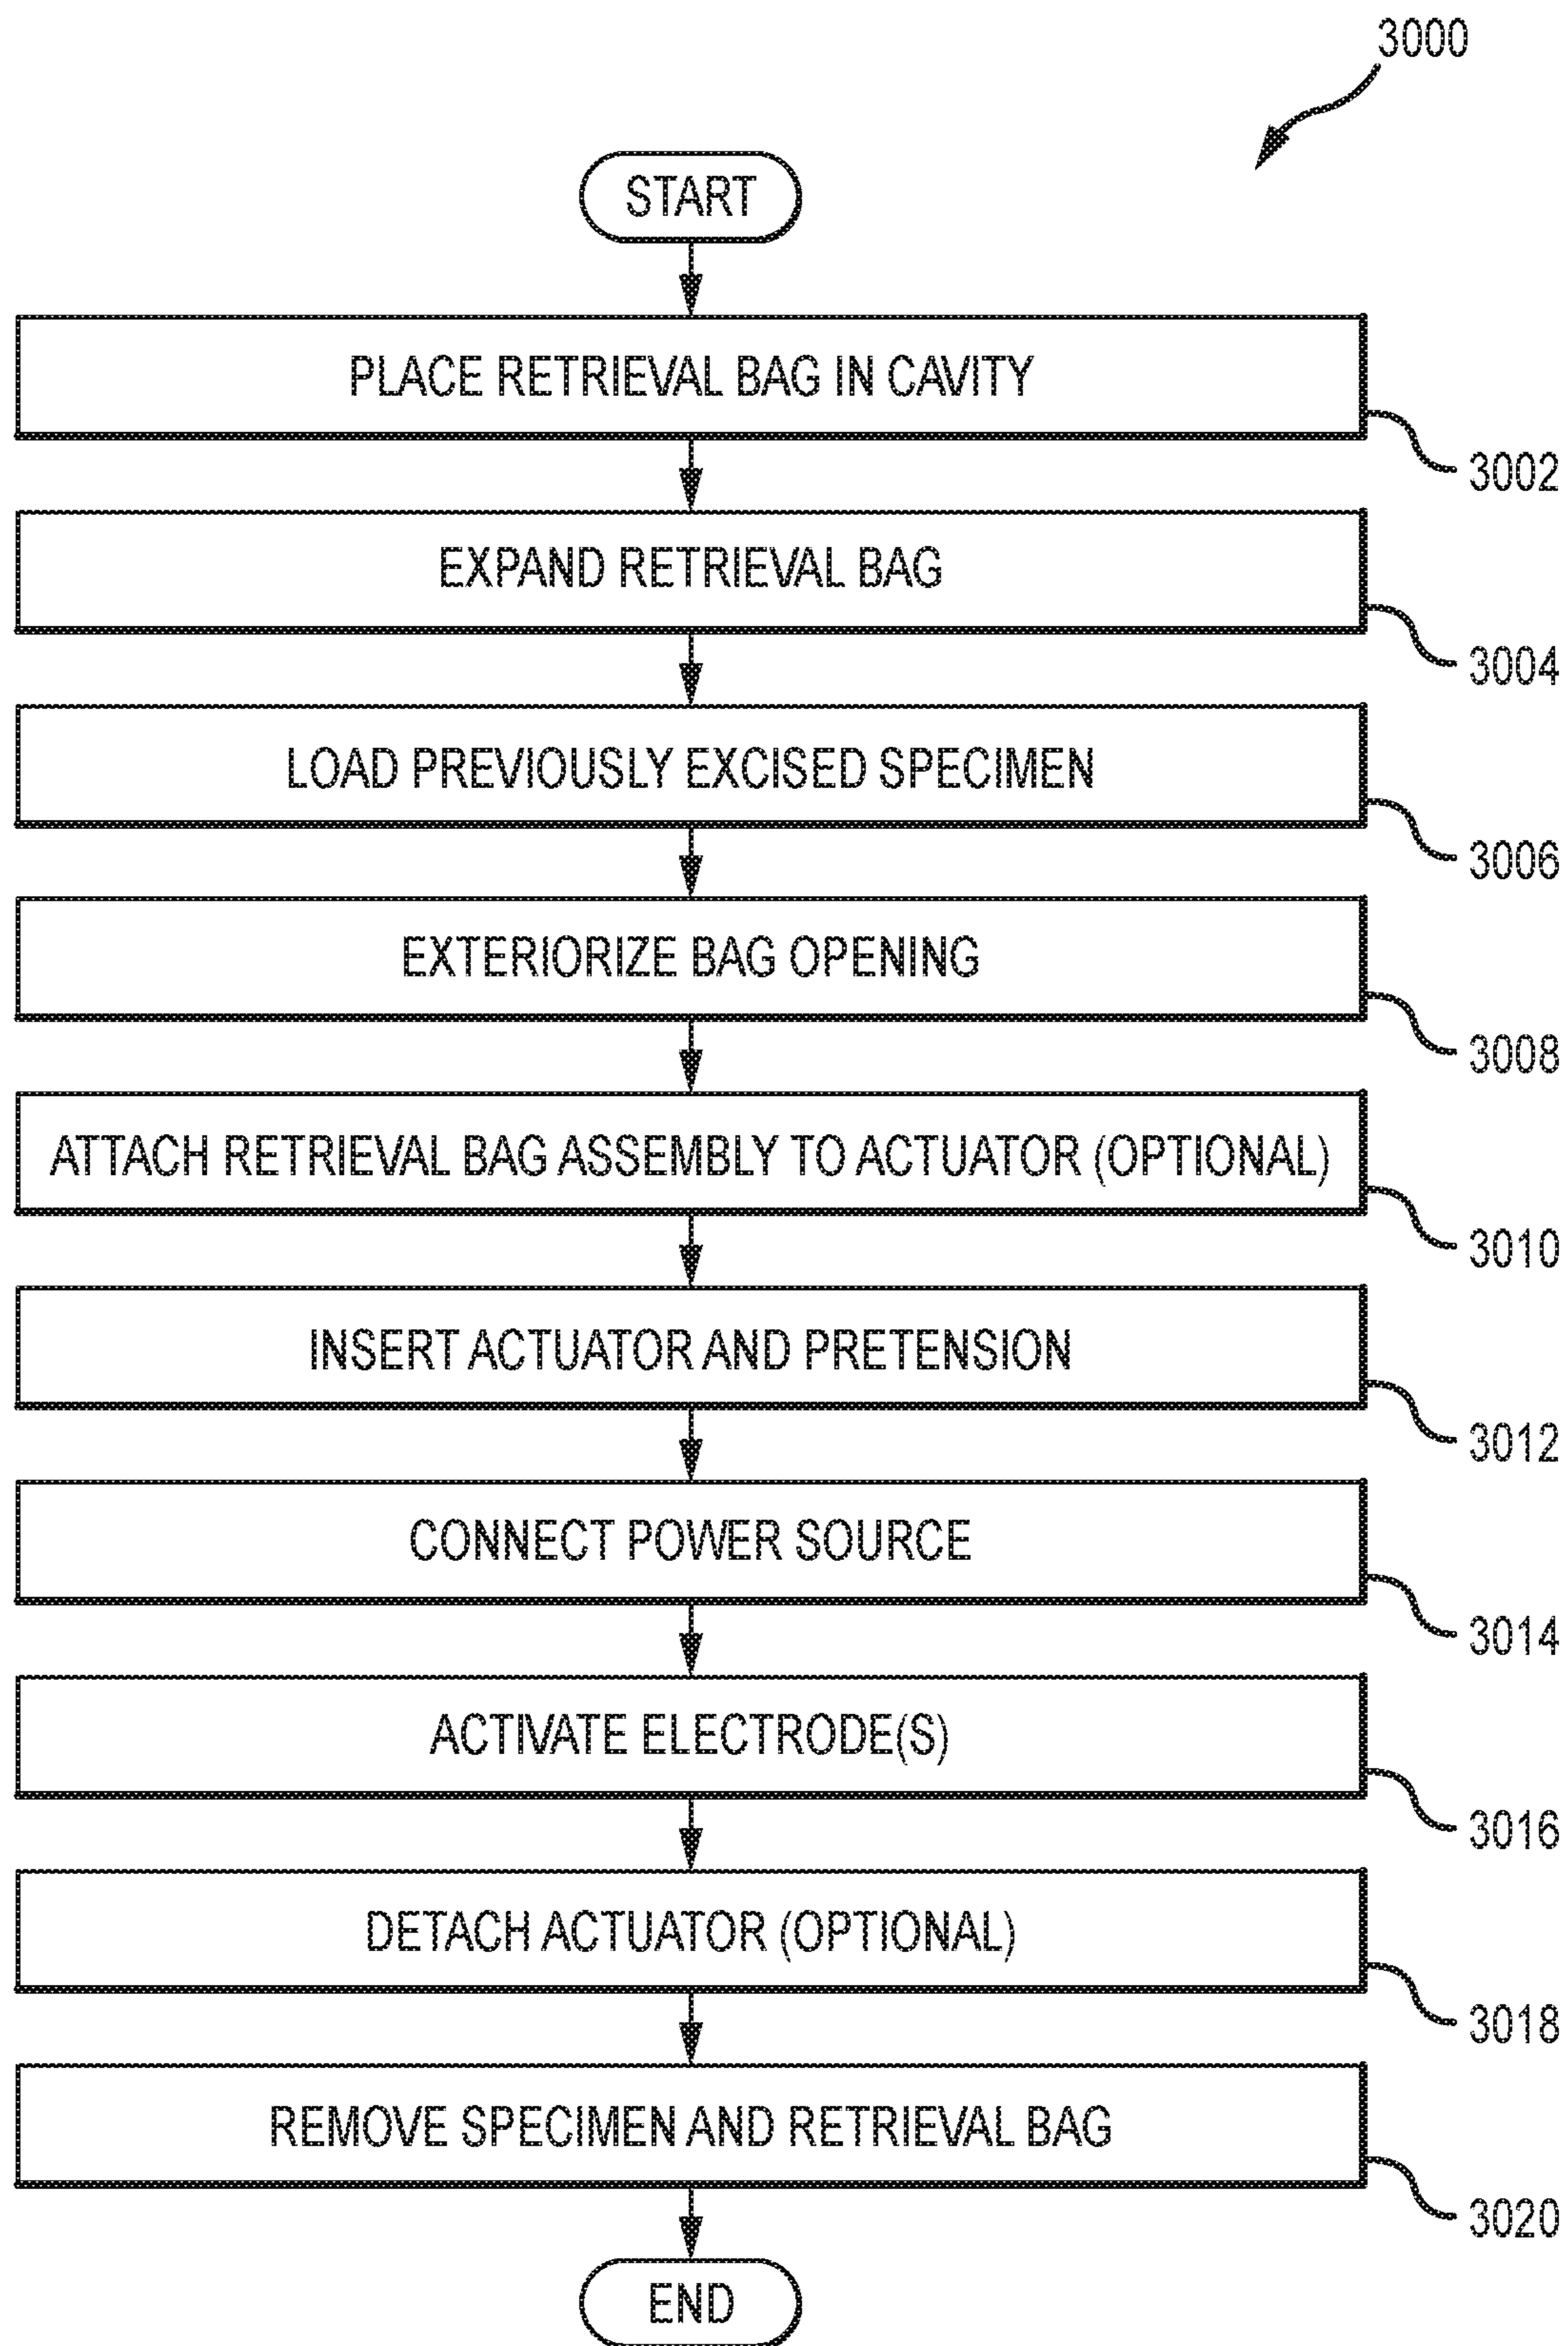 3000
START
PLACE RETRIEVAL BAG IN CAVITY
3002
EXPAND RETRIEVAL BAG
3004
LOAD PREVIOUSLY EXCISED SPECIMEN
3006
EXTERIORIZE BAG OPENING
3008
ATTACH RETRIEVAL BAG ASSEMBLY TO ACTUATOR (OPTIONAL)
3010
INSERT ACTUATOR AND PRETENSION
3012
CONNECT POWER SOURCE
3014
ACTIVATE ELECTRODE(S)
3016
DETACH ACTUATOR (OPTIONAL)
3018
REMOVE SPECIMEN AND RETRIEVAL BAG
3020
END